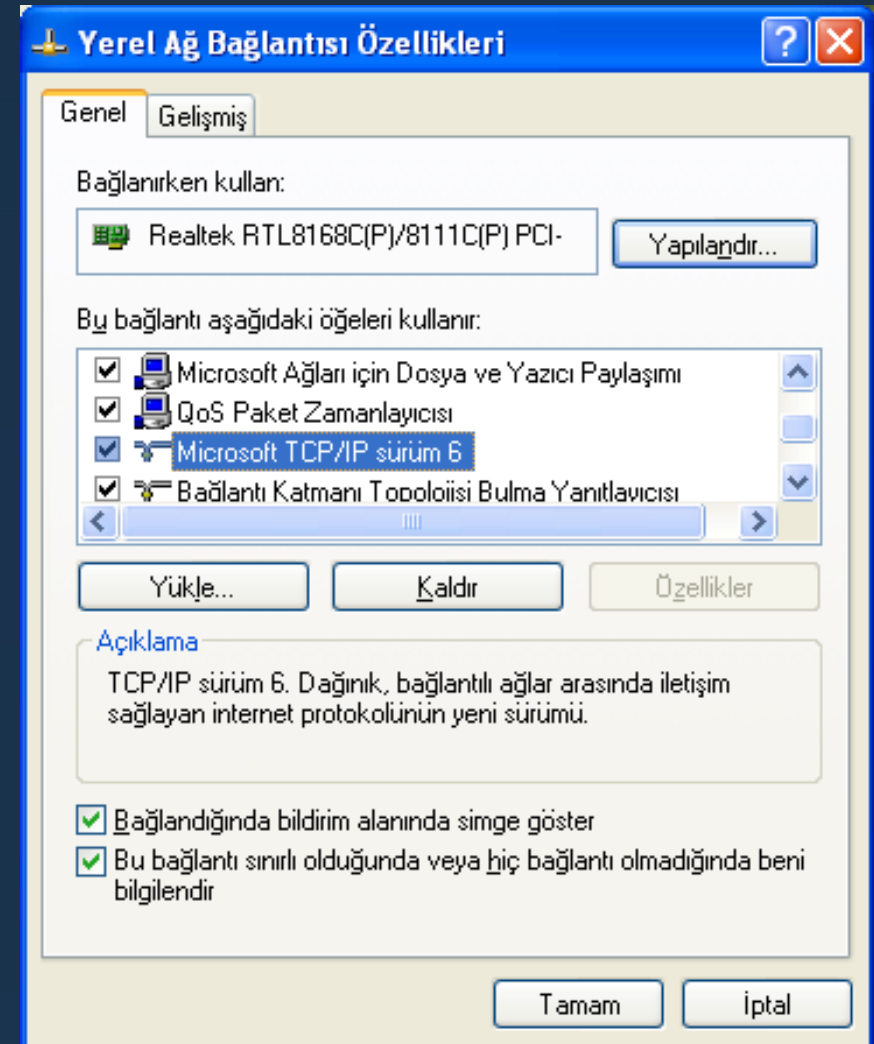 Yerel Ağ Bağlantısı Özellikleri
Genel
Gelişmiş
Bağlanırken kullan:
Realtek RTL8168C(P)/8111C(P) PCI-
Yapılandır...
Bu bağlantı aşağıdaki öğeleri kullanır:
Microsoft Ağları için Dosya ve Yazıcı Paylaşımı
QoS Paket Zamanlayıcısı
Microsoft TCP/IP sürüm 6
Bağlantı Katmanı Topolojisi Bulma Yanıtlayıcısı
Yükle...
Kaldır
Özellikler
Açıklama
TCP/IP sürüm 6. Dağınık, bağlantılı ağlar arasında iletişim
sağlayan internet protokolünün yeni sürümü.
Bağlandığında bildirim alanında simge göster
Bu bağlantı sınırlı olduğunda veya hiç bağlantı olmadığında beni
bilgilendir
Tamam
İptal